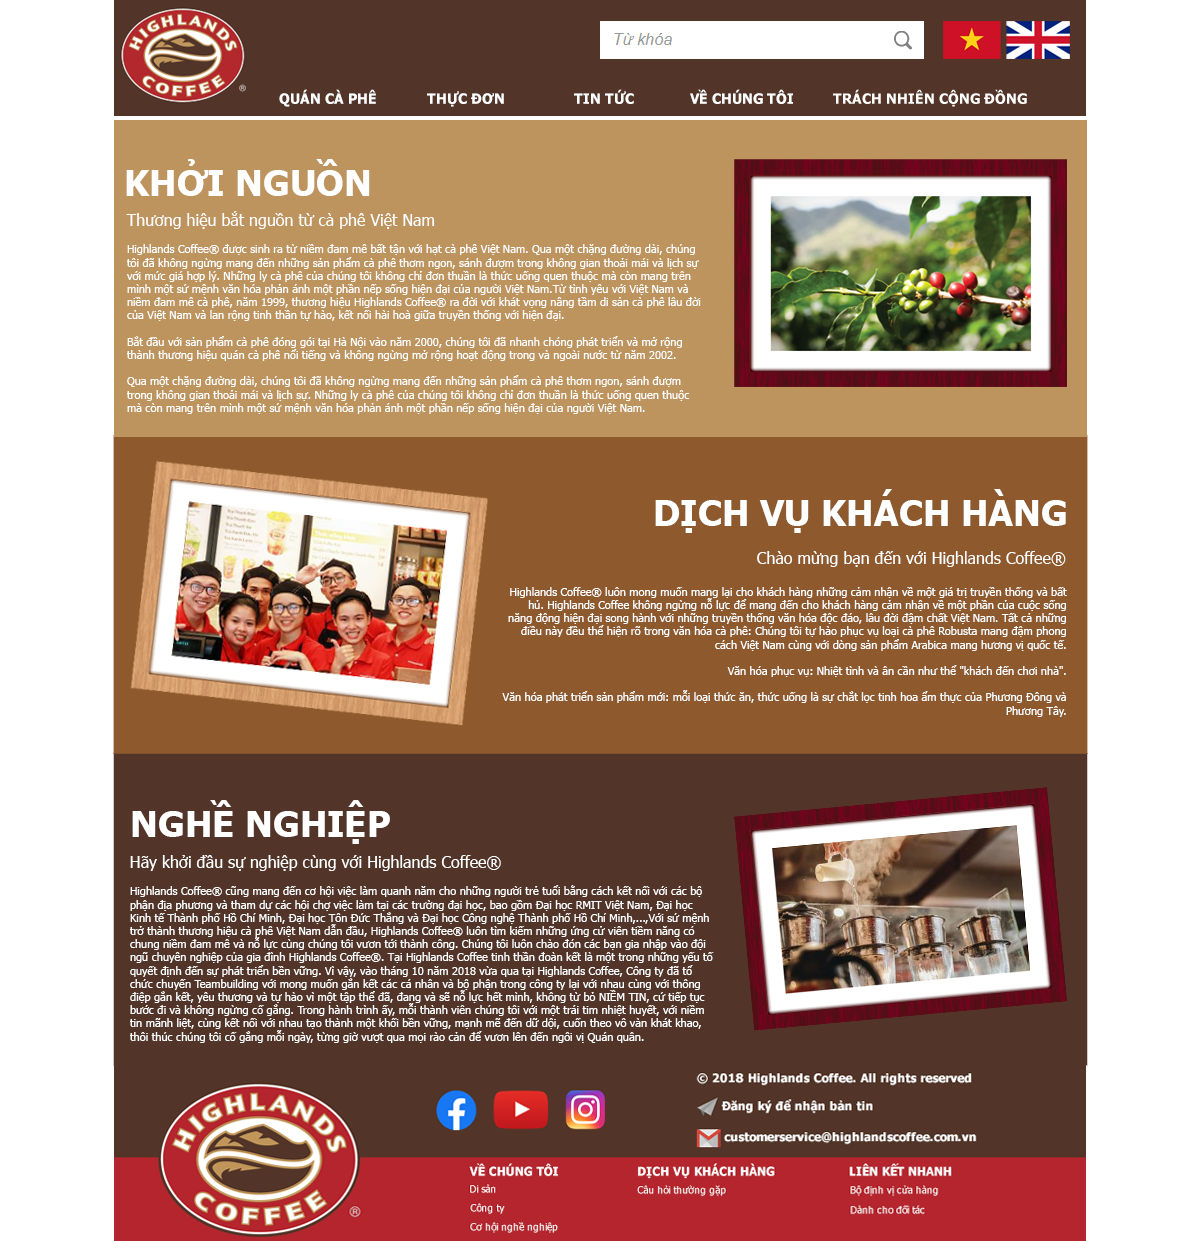 HIGHLANDS
COFFEE
®
Từ khóa
QUÁN CÀ PHÊ THỰC ĐƠN TIN TỨC VỀ CHÚNG TÔI TRÁCH NHIÊN CỘNG ĐỒNG
KHỞI NGUỒN
Thương hiệu bắt nguồn từ cà phê Việt Nam
Highlands Coffee® được sinh ra từ niềm đam mê bất tận với hạt cà phê Việt Nam. Qua một chặng đường dài, chúng
tôi đã không ngừng mang đến những sản phẩm cà phê thơm ngon, sánh đượm trong không gian thoải mái và lịch sự
với mức giá hợp lý. Những ly cà phê của chúng tôi không chỉ đơn thuần là thức uống quen thuộc mà còn mang trên
mình một sứ mệnh văn hóa phản ánh một phần nếp sống hiện đại của người Việt Nam.Từ tình yêu với Việt Nam và
niềm đam mê cà phê, năm 1999, thương hiệu Highlands Coffee® ra đời với khát vọng nâng tầm di sản cà phê lâu đời
của Việt Nam và lan rộng tinh thần tự hào, kết nối hài hoà giữa truyền thống với hiện đại.
Bắt đầu với sản phẩm cà phê đóng gói tại Hà Nội vào năm 2000, chúng tôi đã nhanh chóng phát triển và mở rộng
thành thương hiệu quán cà phê nổi tiếng và không ngừng mở rộng hoạt động trong và ngoài nước từ năm 2002.
Qua một chặng đường dài, chúng tôi đã không ngừng mang đến những sản phẩm cà phê thơm ngon, sánh đượm
trong không gian thoải mái và lịch sự. Những ly cà phê của chúng tôi không chỉ đơn thuần là thức uống quen thuộc
mà còn mang trên mình một sứ mệnh văn hóa phản ánh một phần nếp sống hiện đại của người Việt Nam.
DỊCH VỤ KHÁCH HÀNG
Chào mừng bạn đến với Highlands Coffee®
Highlands Coffee® luôn mong muốn mang lại cho khách hàng những cảm nhận về một giá trị truyền thống và bất
hủ. Highlands Coffee không ngừng nỗ lực để mang đến cho khách hàng cảm nhận về một phần của cuộc sống
năng động hiện đại song hành với những truyền thống văn hóa độc đáo, lâu đời đậm chất Việt Nam. Tất cả những
điều này đều thể hiện rõ trong văn hóa cà phê: Chúng tôi tự hào phục vụ loại cà phê Robusta mang đậm phong
cách Việt Nam cùng với dòng sản phẩm Arabica mang hương vị quốc tế.
Văn hóa phục vụ: Nhiệt tình và ân cần như thể "khách đến chơi nhà".
Văn hóa phát triển sản phẩm mới: mỗi loại thức ăn, thức uống là sự chắt lọc tinh hoa ẩm thực của Phương Đông và
Phương Tây.
NGHỀ NGHIỆP
Hãy khởi đầu sự nghiệp cùng với Highlands Coffee®
Highlands Coffee® cũng mang đến cơ hội việc làm quanh năm cho những người trẻ tuổi bằng cách kết nối với các bộ
phận địa phương và tham dự các hội chợ việc làm tại các trường đại học, bao gồm Đại học RMIT Việt Nam, Đại học
Kinh tế Thành phố Hồ Chí Minh, Đại học Tôn Đức Thắng và Đại học Công nghệ Thành phố Hồ Chí Minh,...,Với sứ mệnh
trở thành thương hiệu cà phê Việt Nam dẫn đầu, Highlands Coffee® luôn tìm kiếm những ứng cử viên tiềm năng có
chung niềm đam mê và nỗ lực cùng chúng tôi vươn tới thành công. Chúng tôi luôn chào đón các bạn gia nhập vào đội
ngũ chuyên nghiệp của gia đình Highlands Coffee®. Tại Highlands Coffee tinh thần đoàn kết là một trong những yếu tố
quyết định đến sự phát triển bền vững. Vì vậy, vào tháng 10 năm 2018 vừa qua tại Highlands Coffee, Công ty đã tổ
chức chuyến Teambuilding với mong muốn gắn kết các cá nhân và bộ phận trong công ty lại với nhau cùng với thông
điệp gắn kết, yêu thương và tự hào vì một tập thể đã, đang và sẽ nỗ lực hết mình, không từ bỏ NIỀM TIN, cứ tiếp tục
bước đi và không ngừng cố gắng. Trong hành trình ấy, mỗi thành viên chúng tôi với một trái tim nhiệt huyết, với niềm
tin mãnh liệt, cùng kết nối với nhau tạo thành một khối bền vững, mạnh mẽ đến dữ dội, cuốn theo vô vàn khát khao,
thôi thúc chúng tôi cố gắng mỗi ngày, từng giờ vượt qua mọi rào cản để vươn lên đến ngôi vị Quán quân.
HIGHLANDS
COFFEE
®
© 2018 Highlands Coffee. All rights reserved
Đăng ký để nhận bản tin
customerservice@highlandscoffee.com.vn
VỀ CHÚNG TÔI DỊCH VỤ KHÁCH HÀNG LIÊN KẾT NHANH
Di sản Câu hỏi thường gặp Bộ định vị cửa hàng
Công ty Dành cho đối tác
Cơ hội nghề nghiệp